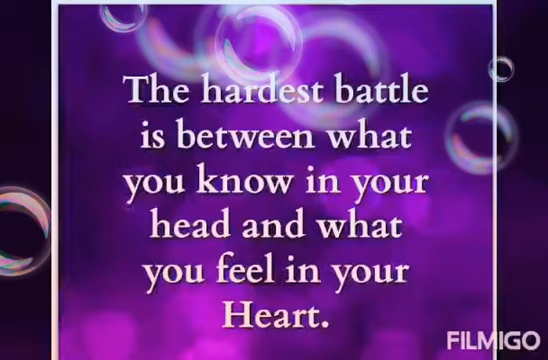 The hardest battle
is between what
you know in your
head and what
you feel in your
Heart.
FILMIGO